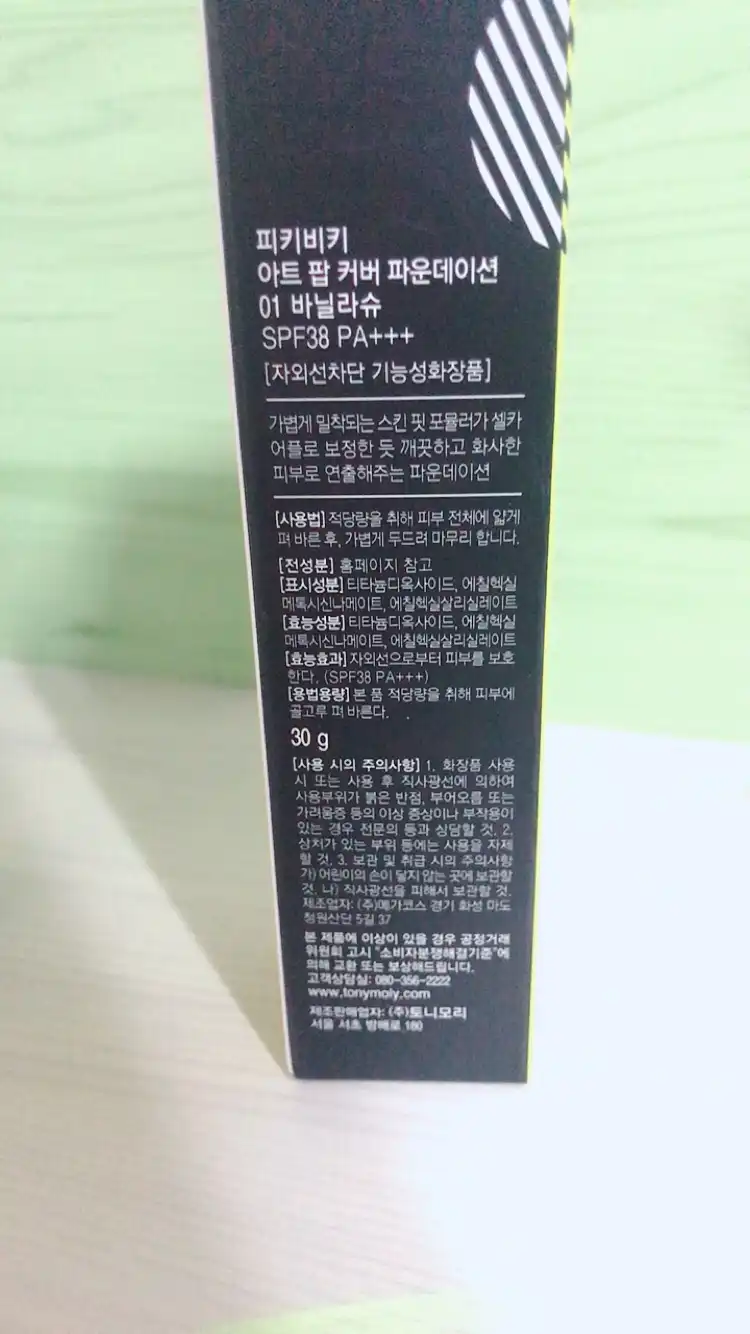 피키비키
아트 팝 커버 파운데이션
01 바닐라슈
SPF38 PA+++
[자외선차단 기능성화장품]
가볍게 밀착되는 스킨 핏 포뮬러가 셀카
어플로 보정한 듯 깨끗하고 화사한
피부로 연출해주는 파운데이션
[사용법] 적당량을 취해 피부 전체에 얇게
펴 바른 후, 가볍게 두드려 마무리 합니다.
[전성분] 홈페이지 참고
[표시성분] 티타늄디옥사이드, 에칠헥실
메톡시신나메이트, 에칠헥실살리실레이트
[효능성분] 티타늄디옥사이드, 에칠헥실
메톡시신나메이트, 에칠헥실살리실레이트
[효능효과] 자외선으로부터 피부를 보호
한다. (SPF38 PA+++)
[용법용량] 본 품 적당량을 취해 피부에
골고루 펴 바른다.
30 g
[사용 시의 주의사항] 1. 화장품 사용
시 또는 사용 후 직사광선에 의하여
사용부위가 붉은 반점, 부어오름 또는
가려움증 등의 이상 증상이나 부작용이
있는 경우 전문의 등과 상담할 것. 2.
상처가 있는 부위 등에는 사용을 자제
할 것. 3. 보관 및 취급 시의 주의사항
가) 어린이의 손이 닿지 않는 곳에 보관할
것. 나) 직사광선을 피해서 보관할 것.
제조업자: (주)메가코스 경기 화성 마도
청원산단 5길 37
본 제품에 이상이 있을 경우 공정거래
위원회 고시 "소비자분쟁해결기준"에
의해 교환 또는 보상해드립니다.
고객상담실: 080-356-2222
www.tonymoly.com
제조판매업자: (주)토니모리
서울 서초 방배로 180